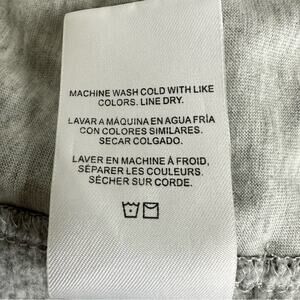 MACHINE WASH COLD WITH LIKE
COLORS. LINE DRY.
LAVAR A MÁQUINA EN AGUA FRÍA
CON COLORES SIMILARES.
SECAR COLGADO.
LAVER EN MACHINE À FROID,
SÉPARER LES COULEURS.
SÉCHER SUR CORDE.